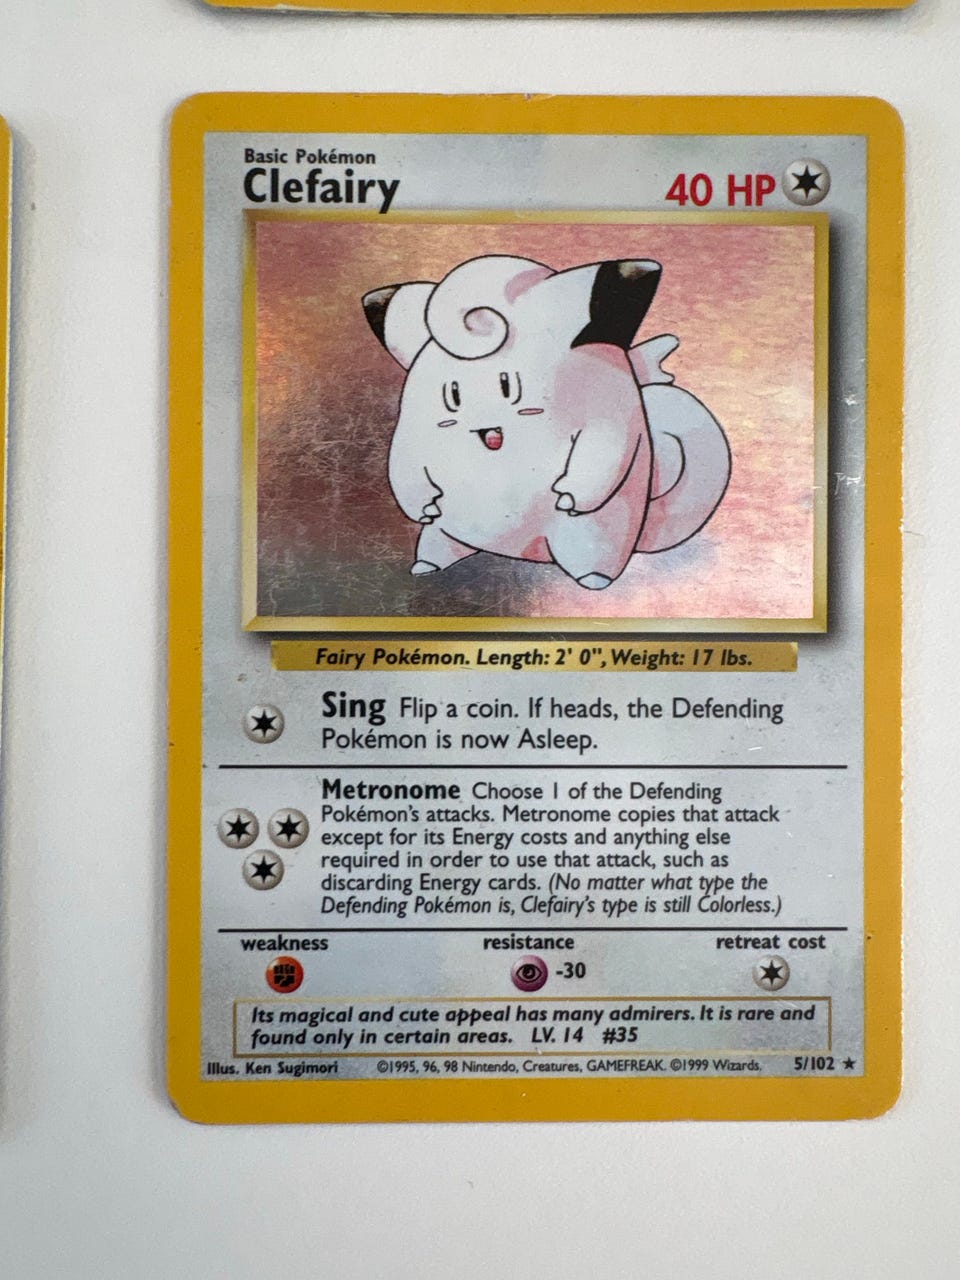 Basic Pokémon
Clefairy
40 HP
Fairy Pokémon. Length: 2' 0", Weight: 17 lbs.
Sing Flip a coin. If heads, the Defending
Pokémon is now Asleep.
Metronome Choose 1 of the Defending
Pokémon's attacks. Metronome copies that attack
except for its Energy costs and anything else
required in order to use that attack, such as
discarding Energy cards. (No matter what type the
Defending Pokémon is, Clefairy's type is still Colorless.)
weakness resistance retreat cost
-30
Its magical and cute appeal has many admirers. It is rare and
found only in certain areas. LV. 14 #35
Illus. Ken Sugimori ©1995, 96, 98 Nintendo, Creatures, GAMEFREAK. ©1999 Wizards. 5/102 ★